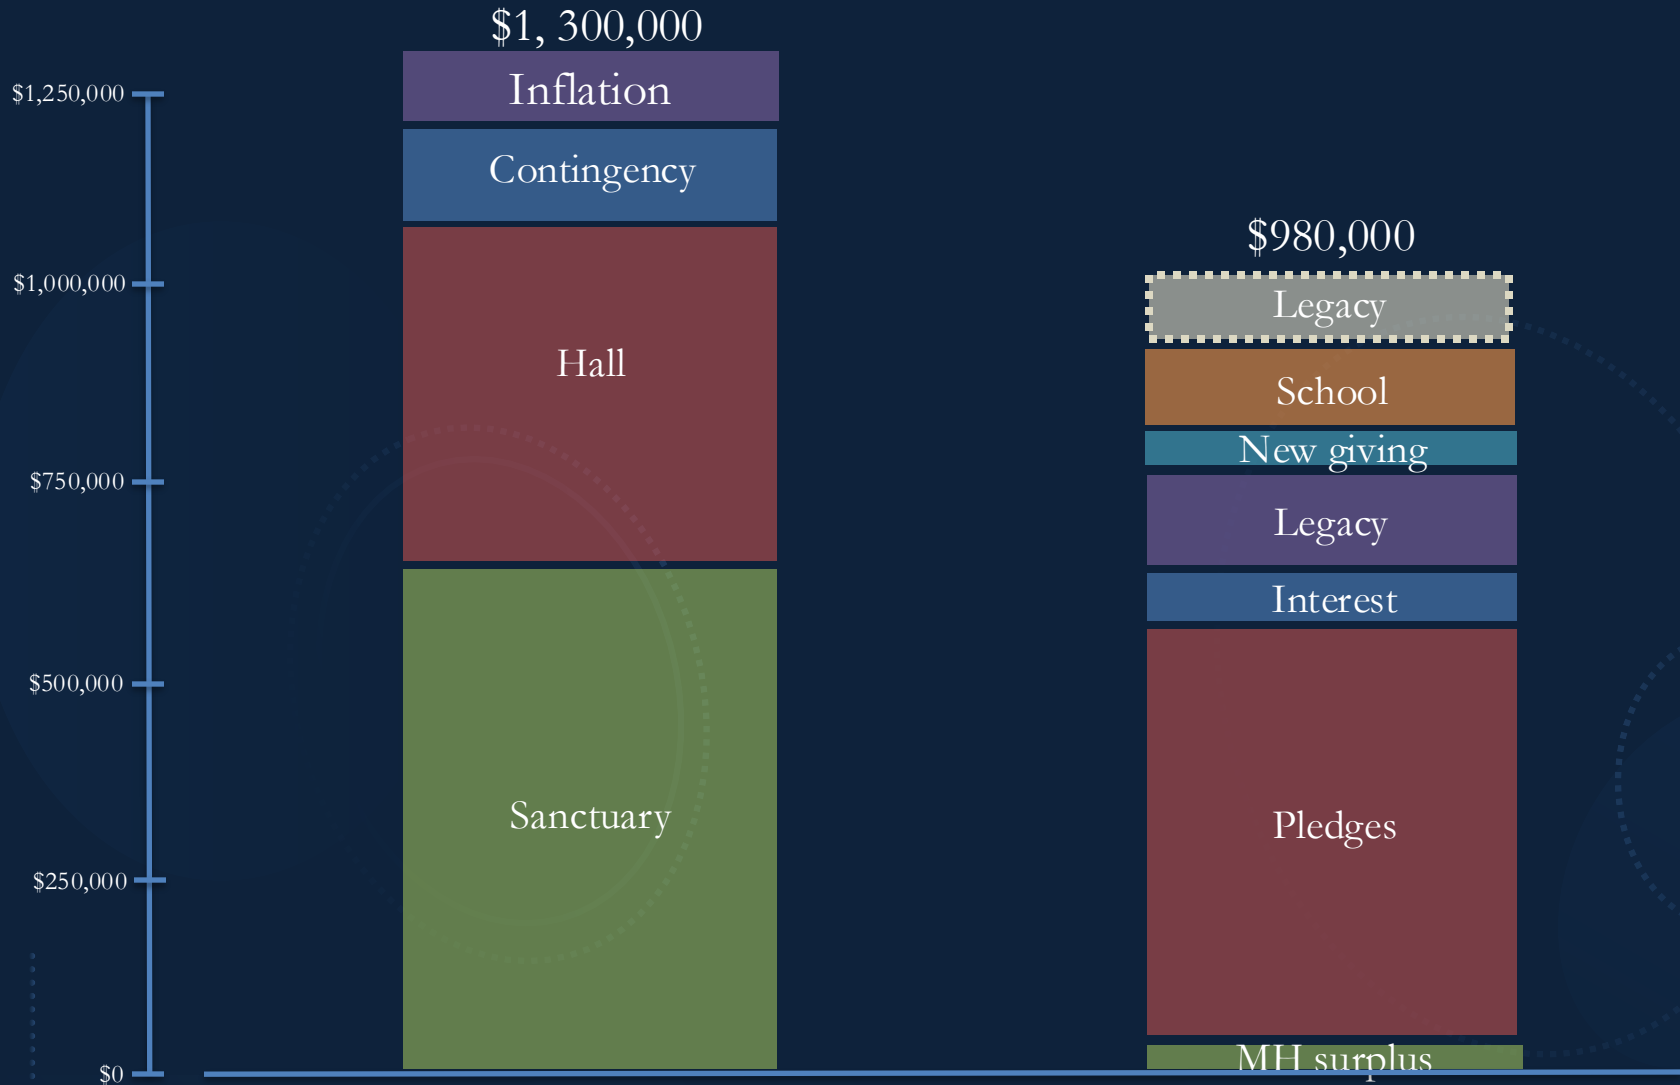 $1, 300,000
Inflation
$1,250,000
Contingency
$980,000
$1,000,000
Legacy
Hall
School
New giving
$750,000
Legacy
Interest
$500,000
Sanctuary
Pledges
$250,000
MH surplus
$0